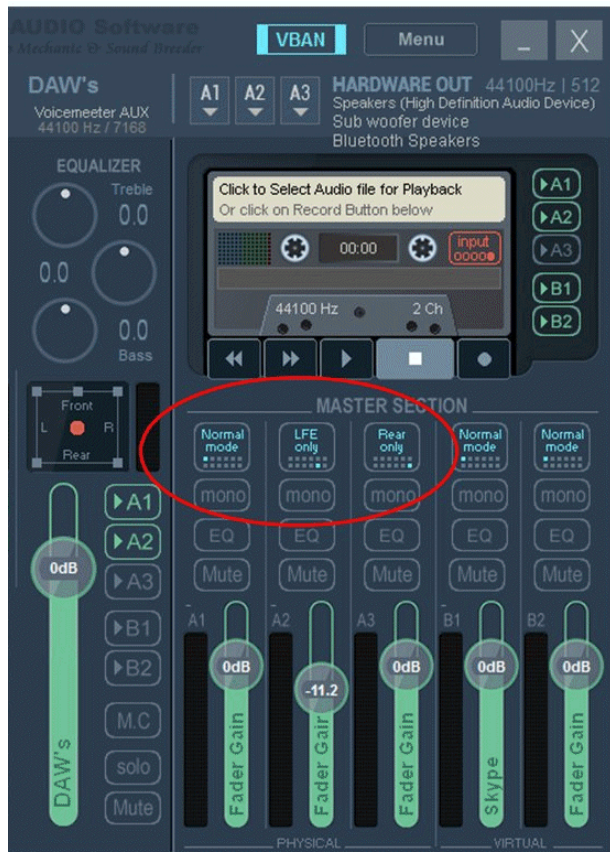 AUDIO Software
Mechanic & Sound Breeder
VBAN
Menu
_
X
DAW's
Voicemeeter AUX
44100 Hz / 7168
A1
A2
A3
HARDWARE OUT 44100Hz | 512
Speakers (High Definition Audio Device)
Sub woofer device
Bluetooth Speakers
EQUALIZER
Treble
0.0
0.0
0.0
Bass
Click to Select Audio file for Playback
Or click on Record Button below
00:00
input
44100 Hz
2 Ch
A1
A2
A3
B1
B2
Front
L R
Rear
A1
A2
A3
B1
B2
M.C
solo
Mute
0dB
DAW's
MASTER SECTION
Normal mode
LFE only
Rear only
Normal mode
Normal mode
mono mono mono mono mono
EQ EQ EQ EQ EQ
Mute Mute Mute Mute Mute
A1 A2 A3 B1 B2
0dB -11.2 0dB 0dB 0dB
Fader Gain
Fader Gain
Fader Gain
Skype
Fader Gain
PHYSICAL
VIRTUAL